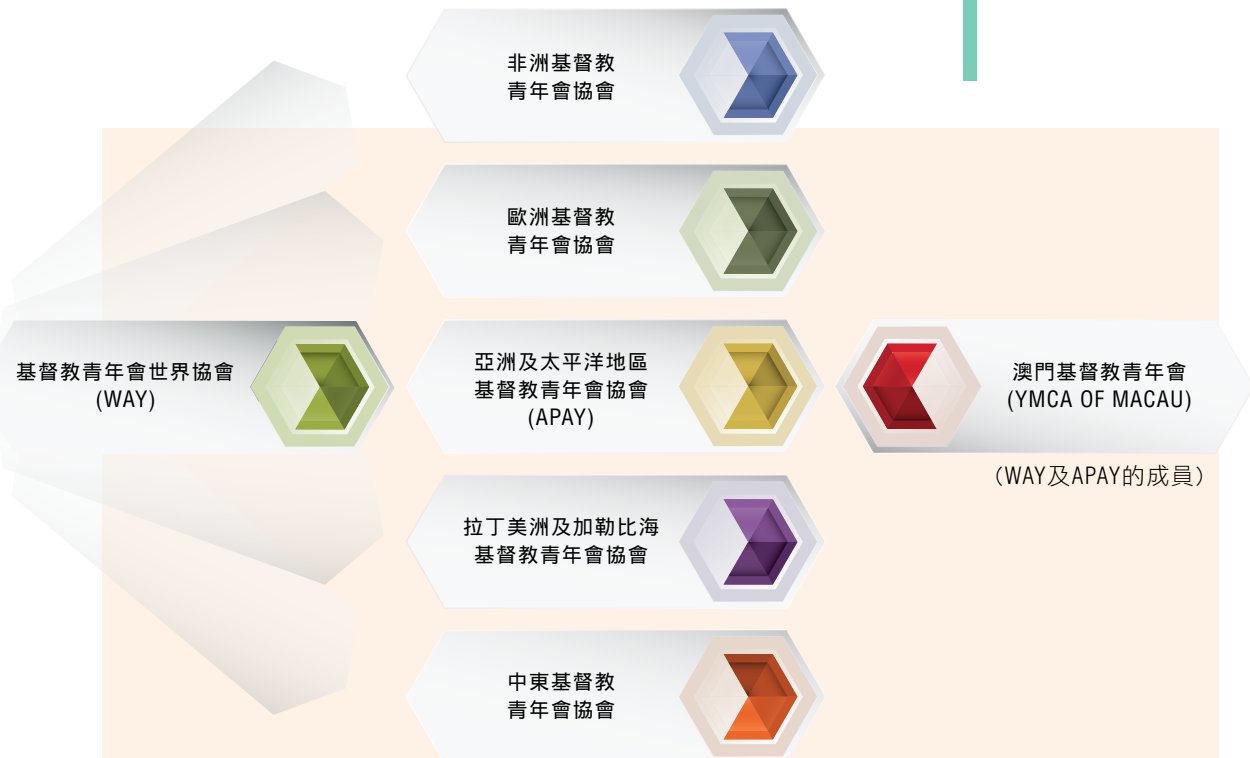 非洲基督教
青年會協會
歐洲基督教
青年會協會
基督教青年會世界協會
(WAY)
亞洲及太平洋地區
基督教青年會協會
(APAY)
澳門基督教青年會
(YMCA OF MACAU)
（WAY及APAY的成員）
拉丁美洲及加勒比海
基督教青年會協會
中東基督教
青年會協會